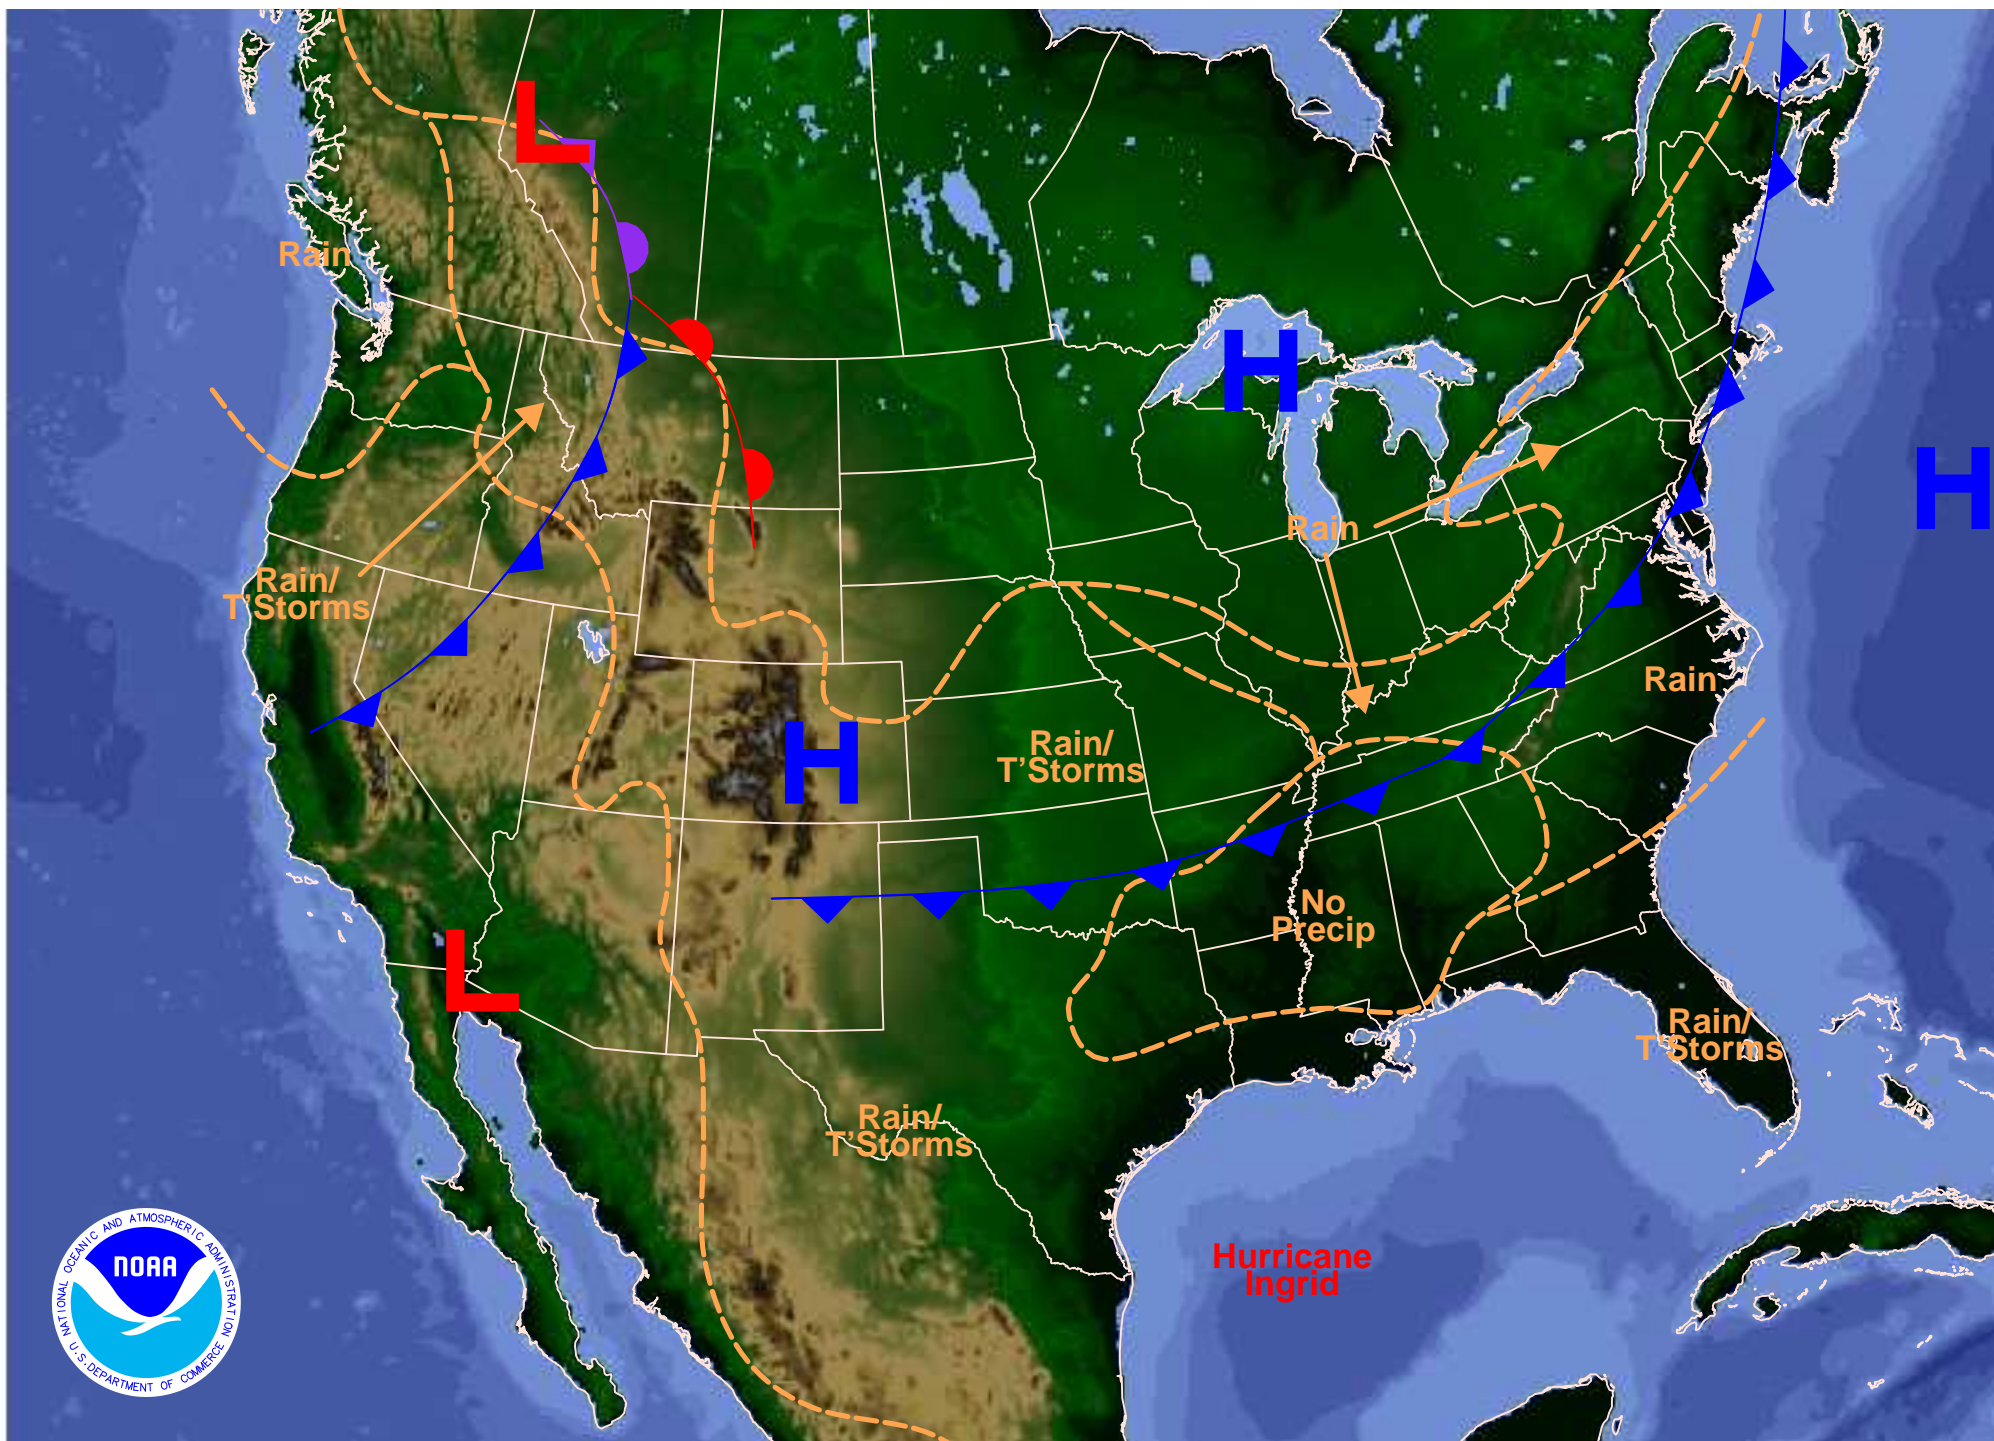 L
Rain
H
H
Rain
Rain/
T'Storms
Rain
Rain/
T'Storms
H
No
Precip
L
Rain/
T'Storms
Rain/
T'Storms
Hurricane
Ingrid
NATIONAL OCEANIC AND ATMOSPHERIC ADMINISTRATION
NOAA
U.S. DEPARTMENT OF COMMERCE